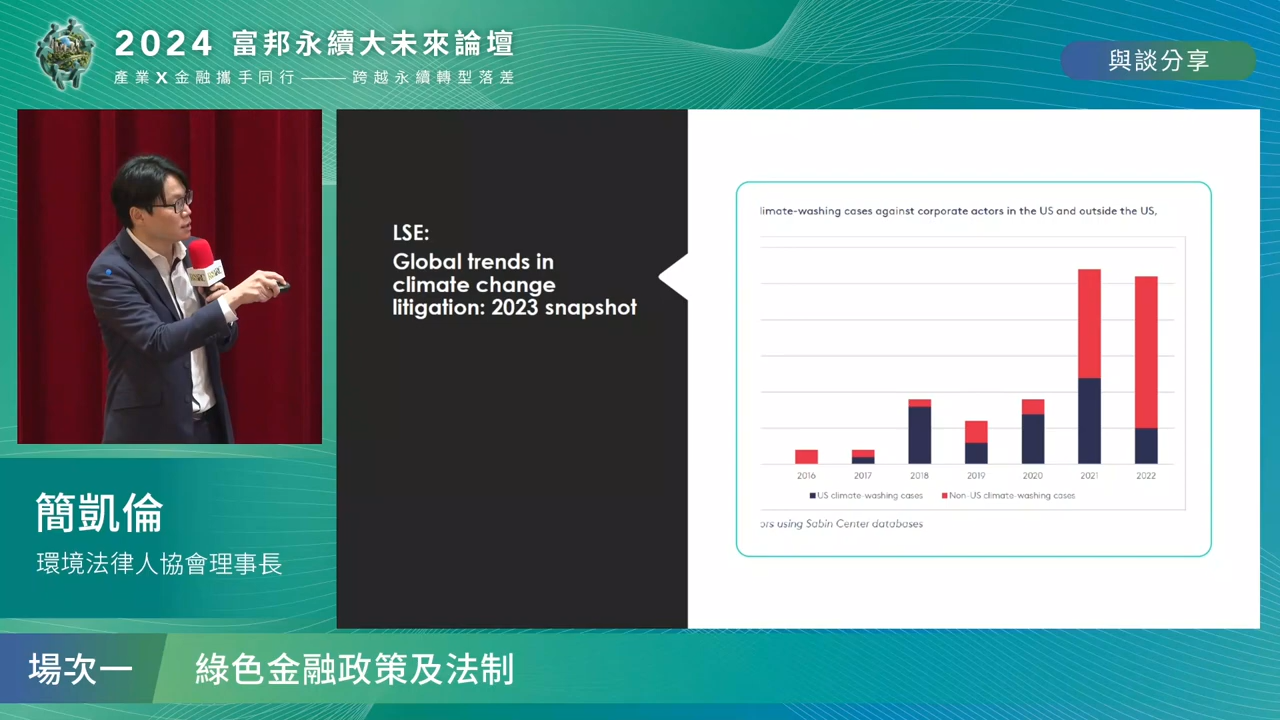 2024 富邦永續大未來論壇
產業X金融攜手同行——跨越永續轉型落差
與談分享
LSE:
Global trends in
climate change
litigation: 2023 snapshot
limate-washing cases against corporate actors in the US and outside the US,
2016 2017 2018 2019 2020 2021 2022
US climate-washing cases Non-US climate-washing cases
ors using Sabin Center databases
簡凱倫
環境法律人協會理事長
場次一 綠色金融政策及法制